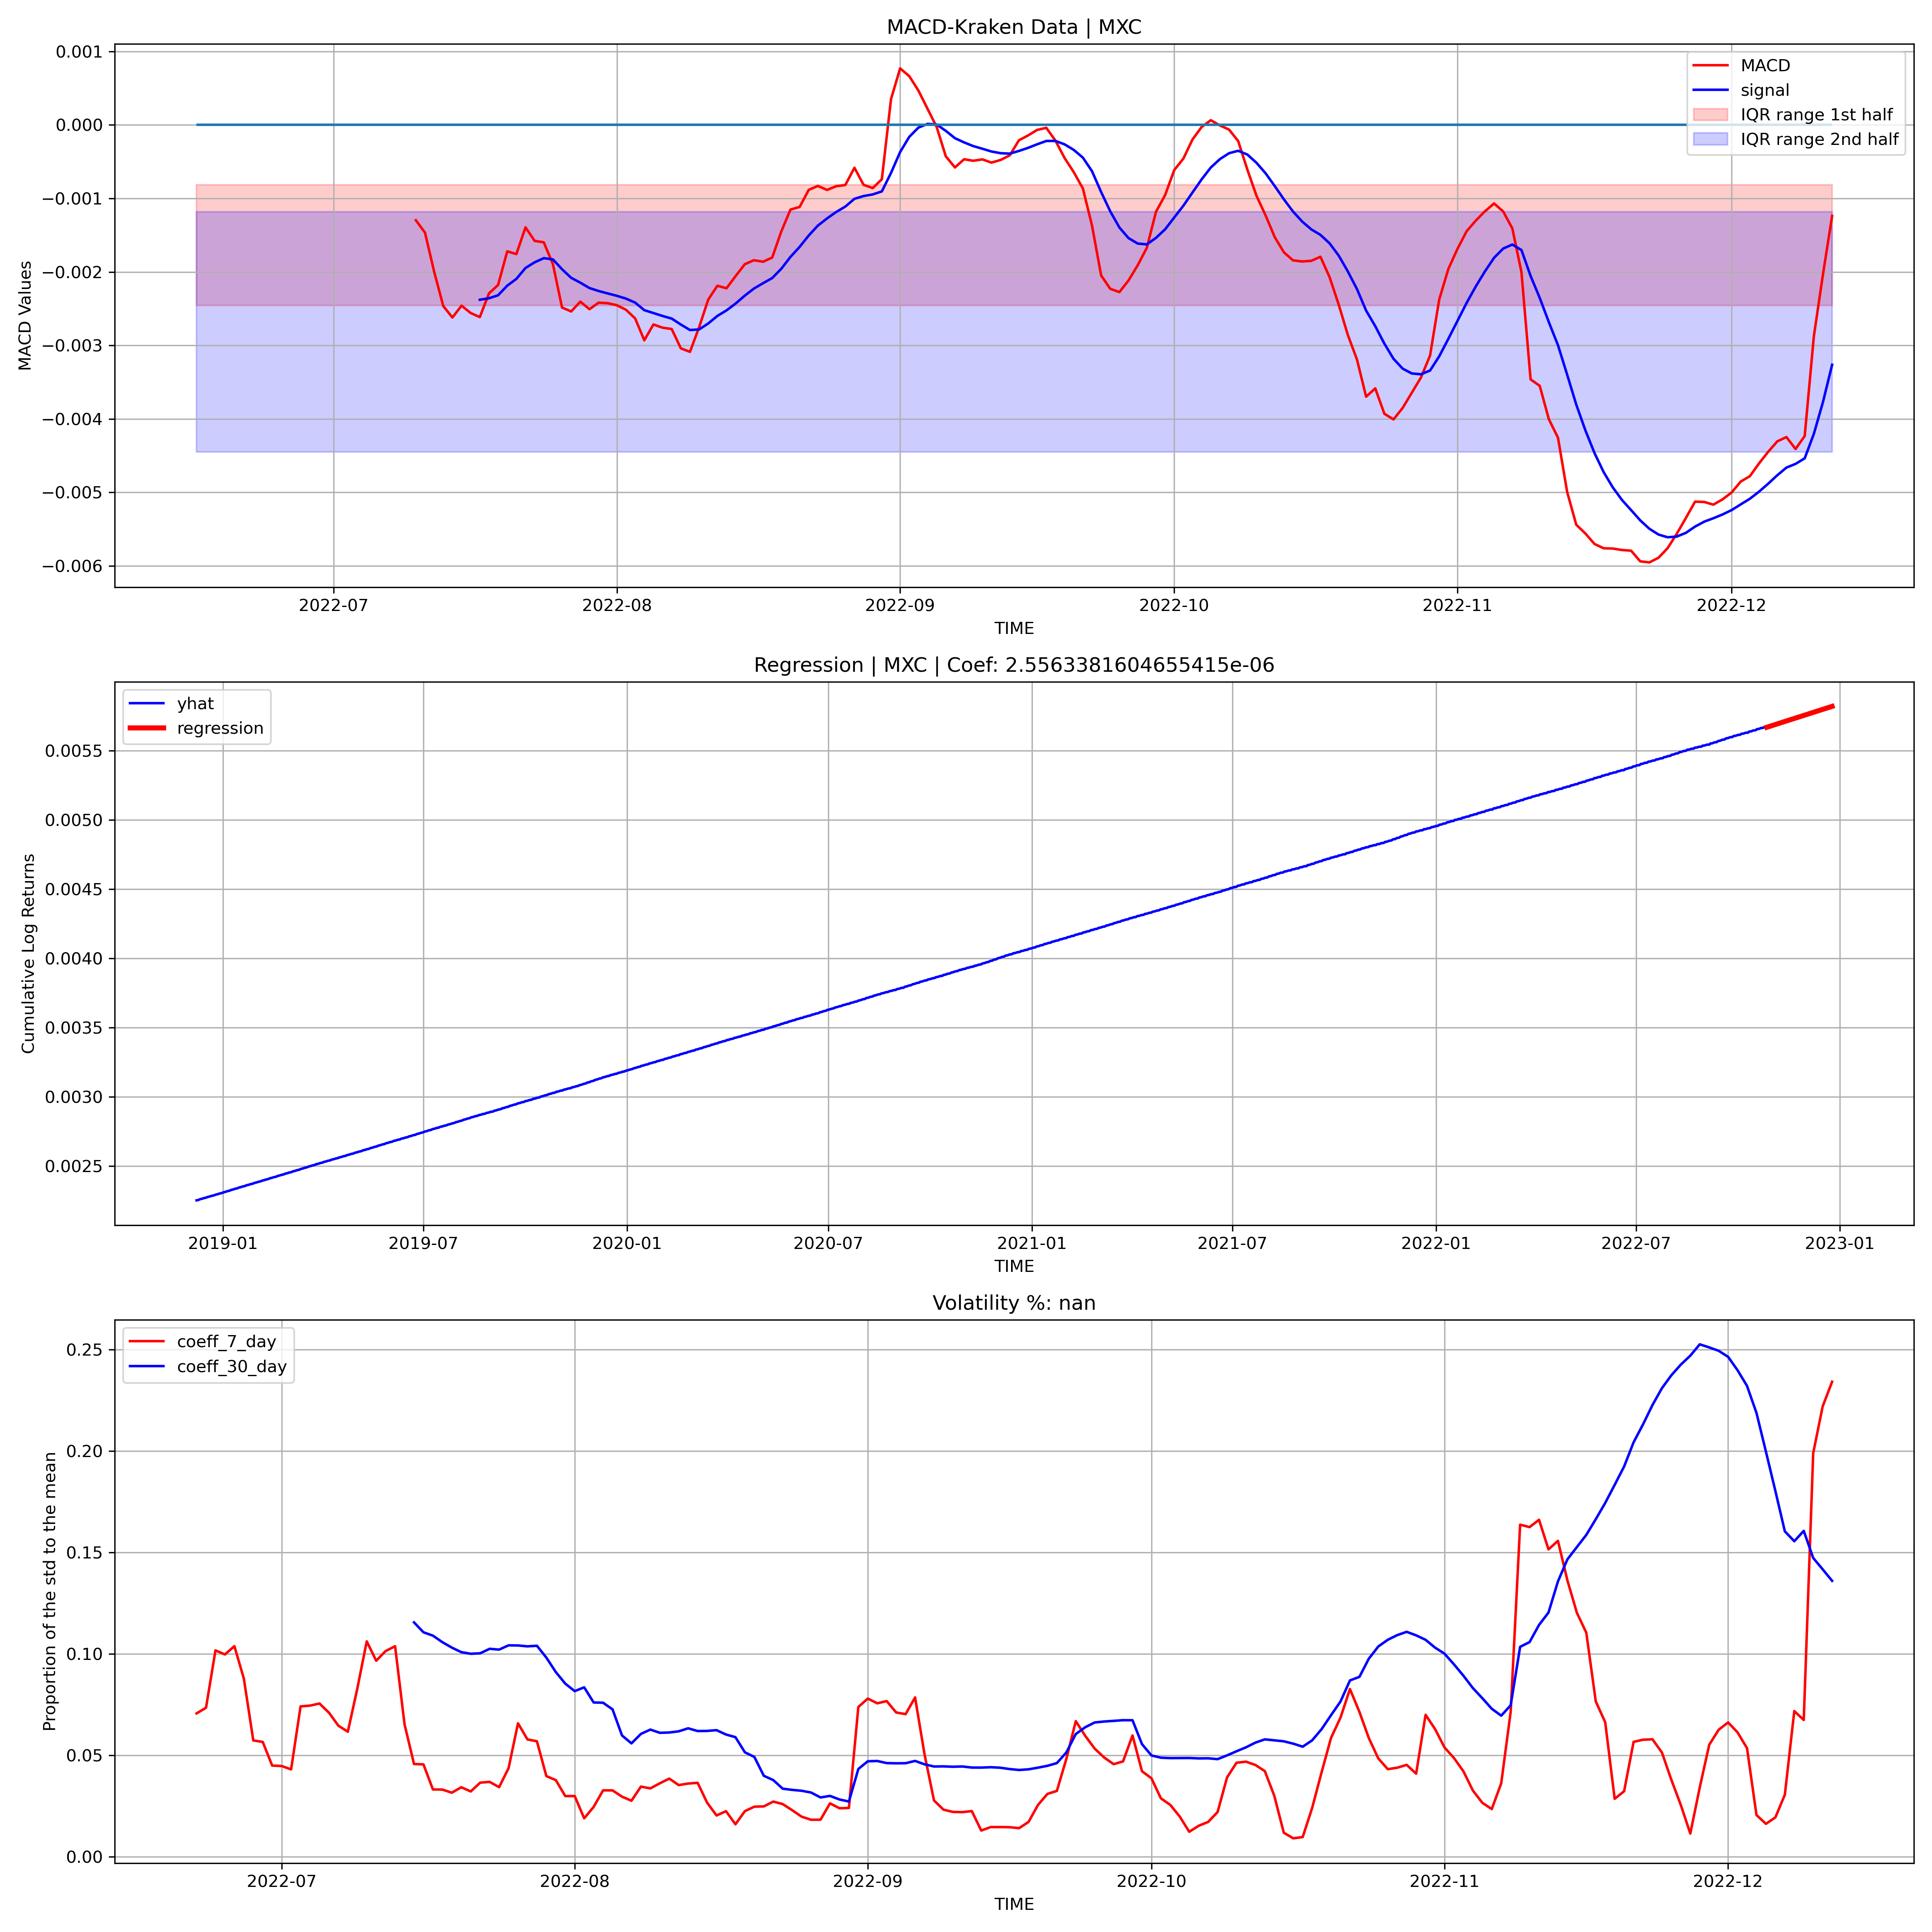 MACD-Kraken Data | MXC
0.001
0.000
−0.001
−0.002
−0.003
−0.004
−0.005
−0.006
MACD Values
MACD
signal
IQR range 1st half
IQR range 2nd half
2022-07
2022-08
2022-09
2022-10
2022-11
2022-12
TIME
Regression | MXC | Coef: 2.5563381604655415e-06
yhat
regression
0.0055
0.0050
0.0045
0.0040
0.0035
0.0030
0.0025
Cumulative Log Returns
2019-01
2019-07
2020-01
2020-07
2021-01
2021-07
2022-01
2022-07
2023-01
TIME
Volatility %: nan
coeff_7_day
coeff_30_day
0.25
0.20
0.15
0.10
0.05
0.00
Proportion of the std to the mean
2022-07
2022-08
2022-09
2022-10
2022-11
2022-12
TIME